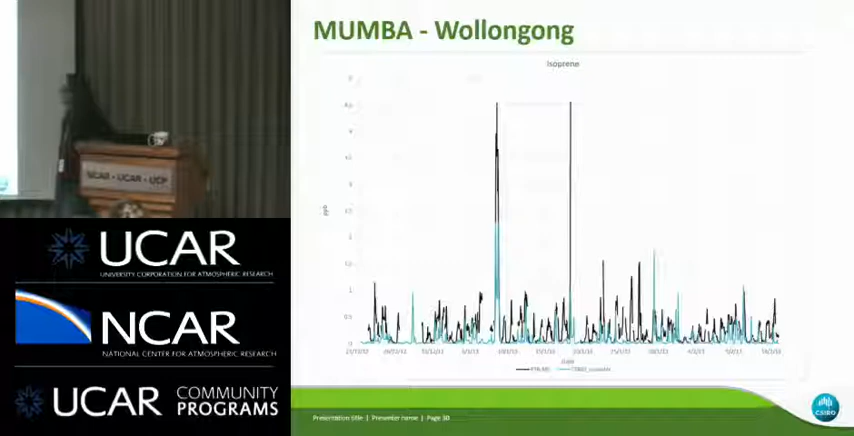 MUMBA - Wollongong
Isoprene
ppb
NCAR - UCAR - UCP
UCAR
UNIVERSITY CORPORATION FOR ATMOSPHERIC RESEARCH
NCAR
NATIONAL CENTER FOR ATMOSPHERIC RESEARCH
UCAR COMMUNITY PROGRAMS
Presentation title | Presenter name | Page 30
CSIRO